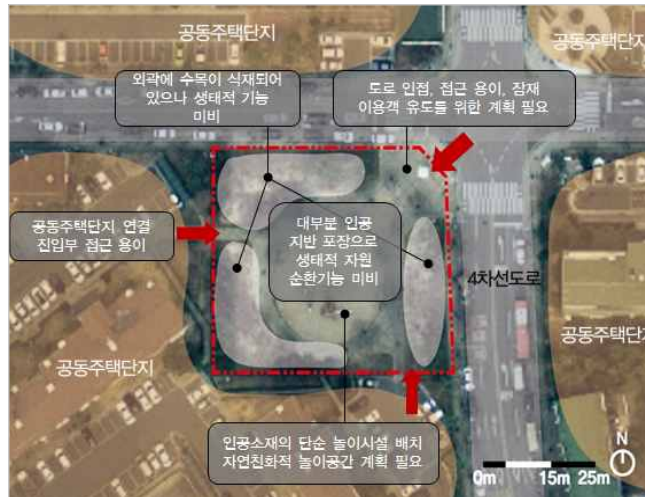 공동주택단지
공동주택단지
외곽에 수목이 식재되어
있으나 생태적 기능
미비
도로 인접, 접근 용이, 잠재
이용객 유도를 위한 계획 필요
공동주택단지 연결
진입부 접근 용이
대부분 인공
지반 포장으로
생태적 자원
순환기능 미비
4차선도로
공동주택단지
공동주택단지
인공소재의 단순 놀이시설 배치
자연친화적 놀이공간 계획 필요
N
0m 15m 25m